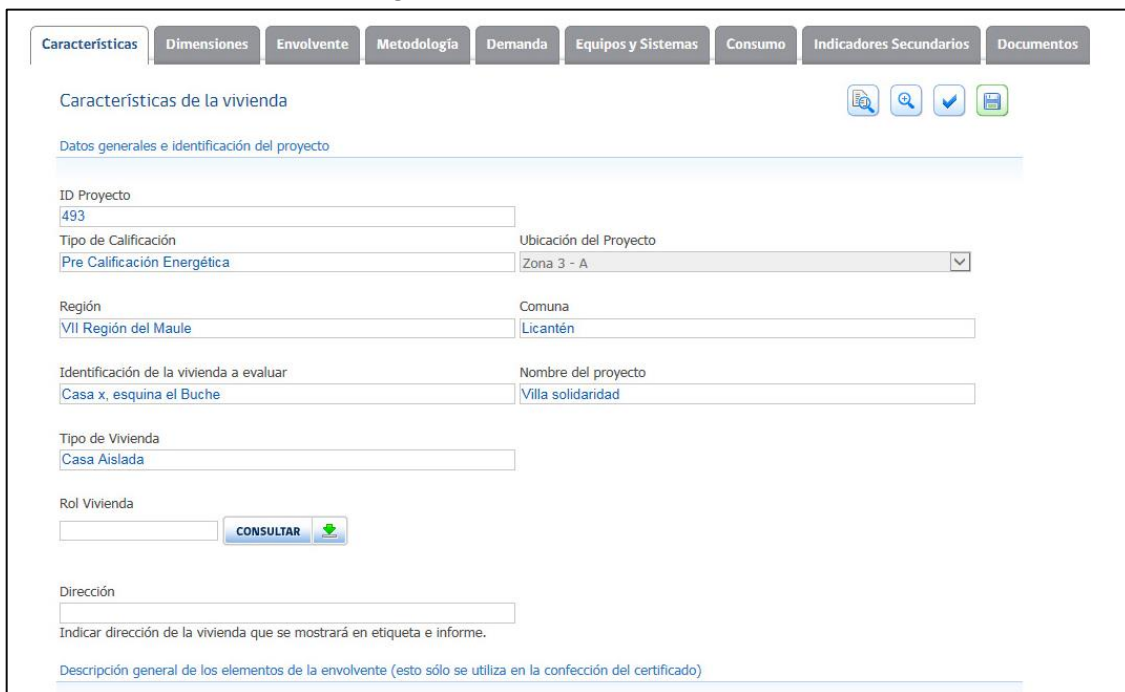 Características Dimensiones Envolvente Metodología Demanda Equipos y Sistemas Consumo Indicadores Secundarios Documentos
Características de la vivienda
Datos generales e identificación del proyecto
ID Proyecto
493
Tipo de Calificación Ubicación del Proyecto
Pre Calificación Energética Zona 3 - A
Región Comuna
VII Región del Maule Licantén
Identificación de la vivienda a evaluar Nombre del proyecto
Casa x, esquina el Buche Villa solidaridad
Tipo de Vivienda
Casa Aislada
Rol Vivienda
CONSULTAR
Dirección
Indicar dirección de la vivienda que se mostrará en etiqueta e informe.
Descripción general de los elementos de la envolvente (esto sólo se utiliza en la confección del certificado)